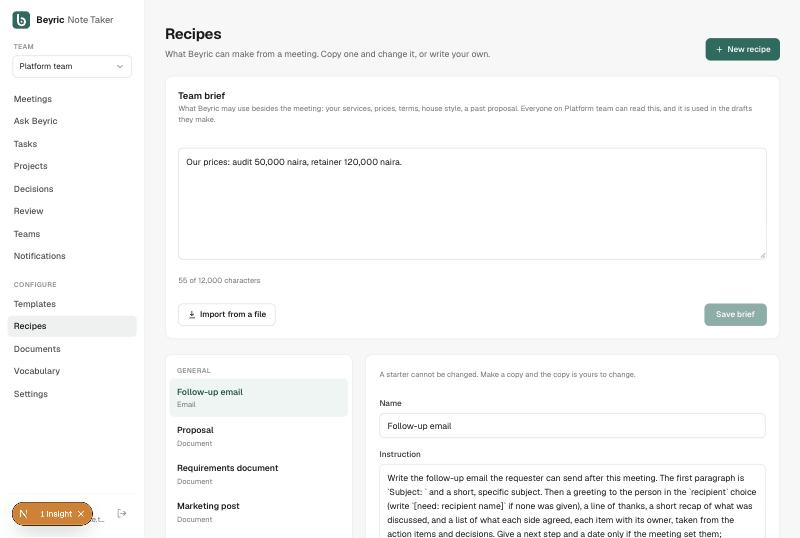 Beyric Note Taker
TEAM
Platform team
Meetings
Ask Beyric
Tasks
Projects
Decisions
Review
Teams
Notifications
CONFIGURE
Templates
Recipes
Documents
Vocabulary
Settings
N 1 Insight
Recipes
What Beyric can make from a meeting. Copy one and change it, or write your own.
+ New recipe
Team brief
What Beyric may use besides the meeting: your services, prices, terms, house style, a past proposal. Everyone on Platform team can read this, and it is used in the drafts
they make.
Our prices: audit 50,000 naira, retainer 120,000 naira.
55 of 12,000 characters
Import from a file
Save brief
GENERAL
Follow-up email
Email
Proposal
Document
Requirements document
Document
Marketing post
Document
A starter cannot be changed. Make a copy and the copy is yours to change.
Name
Follow-up email
Instruction
Write the follow-up email the requester can send after this meeting. The first paragraph is
`Subject: ` and a short, specific subject. Then a greeting to the person in the `recipient` choice
(write `[need: recipient name]` if none was given), a line of thanks, a short recap of what was
discussed, and a list of what each side agreed, each item with its owner, taken from the
action items and decisions. Give a next step and a date only if the meeting set them;